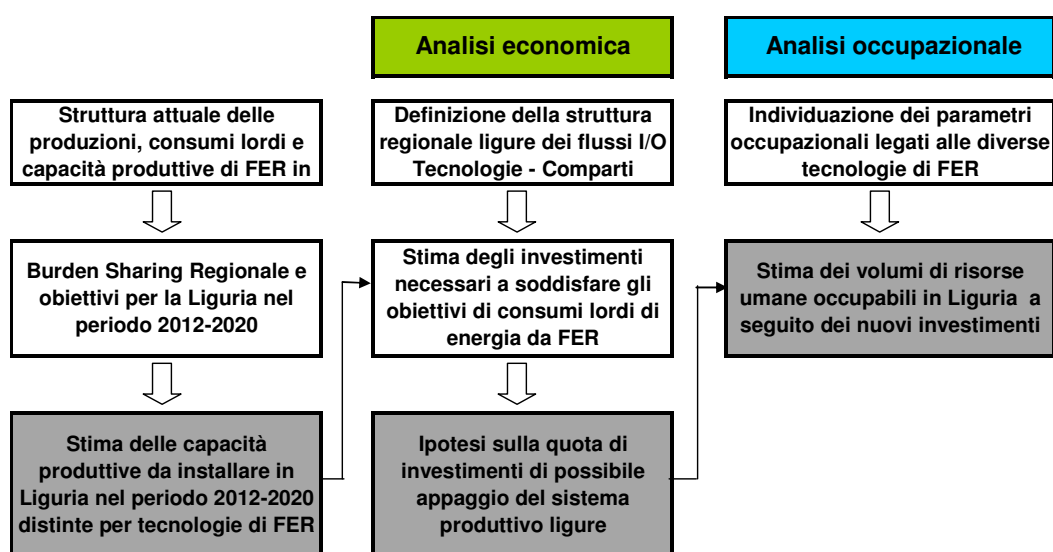 Analisi economica
Analisi occupazionale
Struttura attuale delle
produzioni, consumi lordi e
capacità produttive di FER in
Definizione della struttura
regionale ligure dei flussi I/O
Tecnologie - Comparti
Individuazione dei parametri
occupazionali legati alle diverse
tecnologie di FER
Burden Sharing Regionale e
obiettivi per la Liguria nel
periodo 2012-2020
Stima degli investimenti
necessari a soddisfare gli
obiettivi di consumi lordi di
energia da FER
Stima dei volumi di risorse
umane occupabili in Liguria a
seguito dei nuovi investimenti
Stima delle capacità
produttive da installare in
Liguria nel periodo 2012-2020
distinte per tecnologie di FER
Ipotesi sulla quota di
investimenti di possibile
appaggio del sistema
produttivo ligure